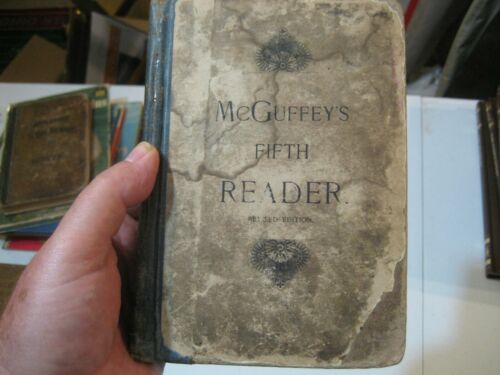 McGUFFEY'S
FIFTH
READER.
REVISED EDITION.